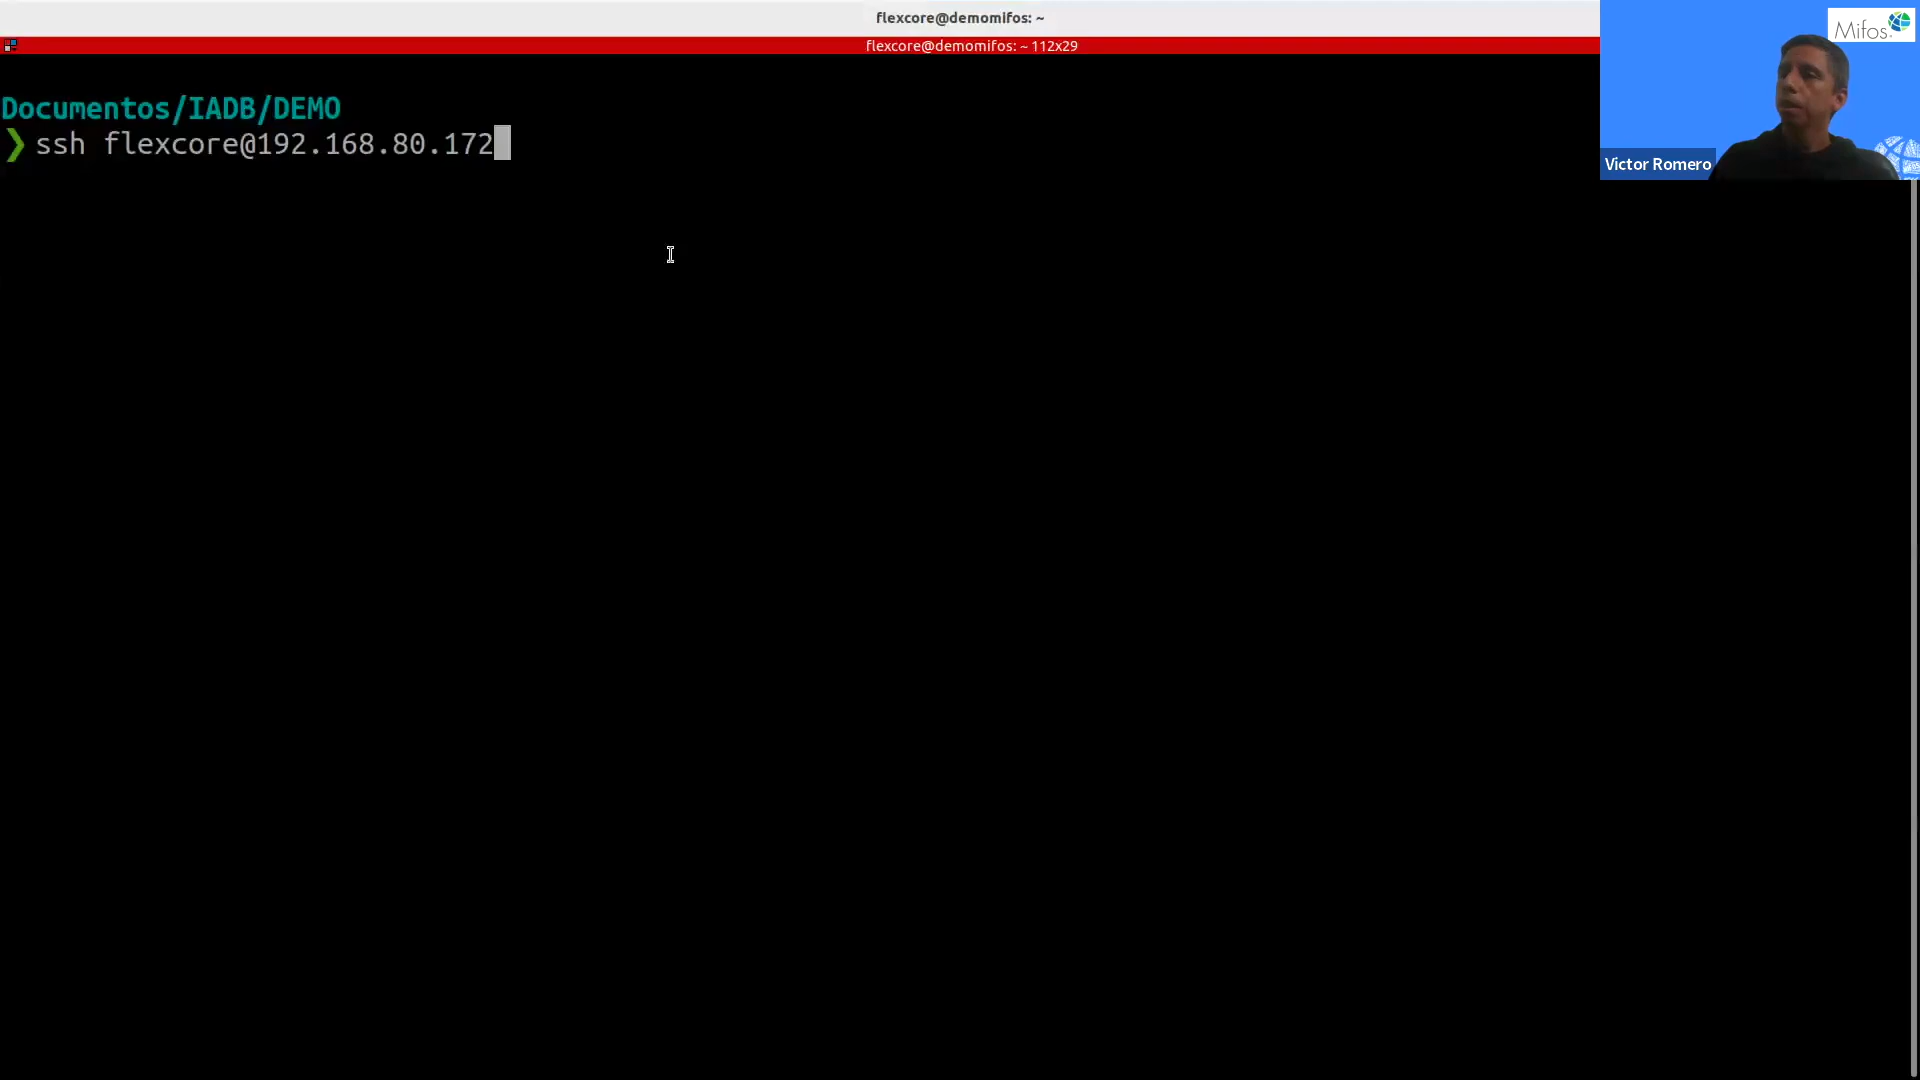 flexcore@demomifos: ~
flexcore@demomifos: ~ 112x29
Mifos
Documentos/IADB/DEMO
❯ ssh flexcore@192.168.80.172
Victor Romero